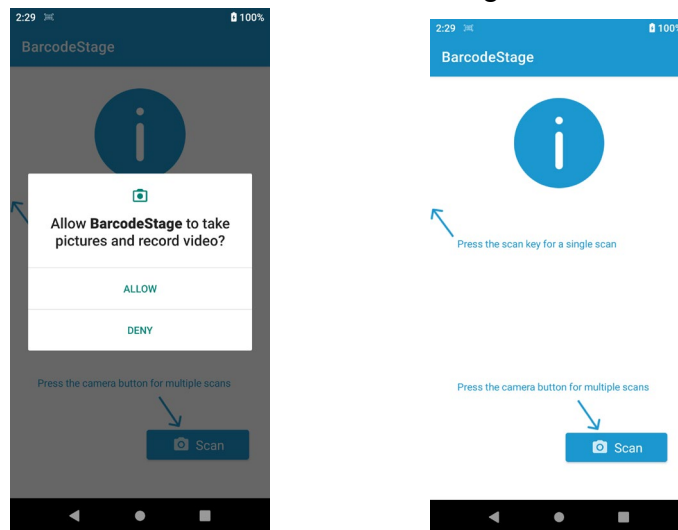 2:29
100%
BarcodeStage
Allow BarcodeStage to take
pictures and record video?
ALLOW
DENY
Press the camera button for multiple scans
Scan
2:29
100%
BarcodeStage
Press the scan key for a single scan
Press the camera button for multiple scans
Scan